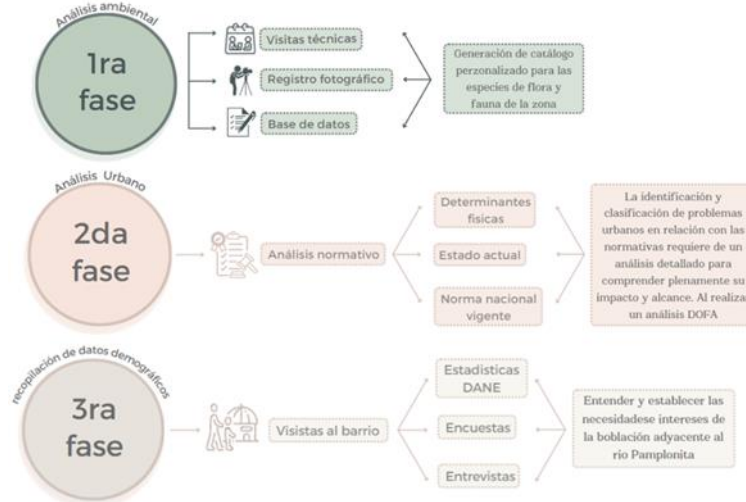 Análisis ambiental
1ra
fase
Visitas técnicas
Registro fotográfico
Base de datos
Generación de catálogo
perzonalizado para las
especies de flora y
fauna de la zona
Análisis Urbano
2da
fase
Análisis normativo
Determinantes
fisicas
Estado actual
Norma nacional
vigente
La identificación y
clasificación de problemas
urbanos en relación con las
normativas requiere de un
análisis detallado para
comprender plenamente su
impacto y alcance. Al realiza
un análisis DOFA
recopilación de datos demográficos
3ra
fase
Visistas al barrio
Estadisticas
DANE
Encuestas
Entrevistas
Entender y establecer las
necesidadese intereses de
la boblación adyacente al
río Pamplonita